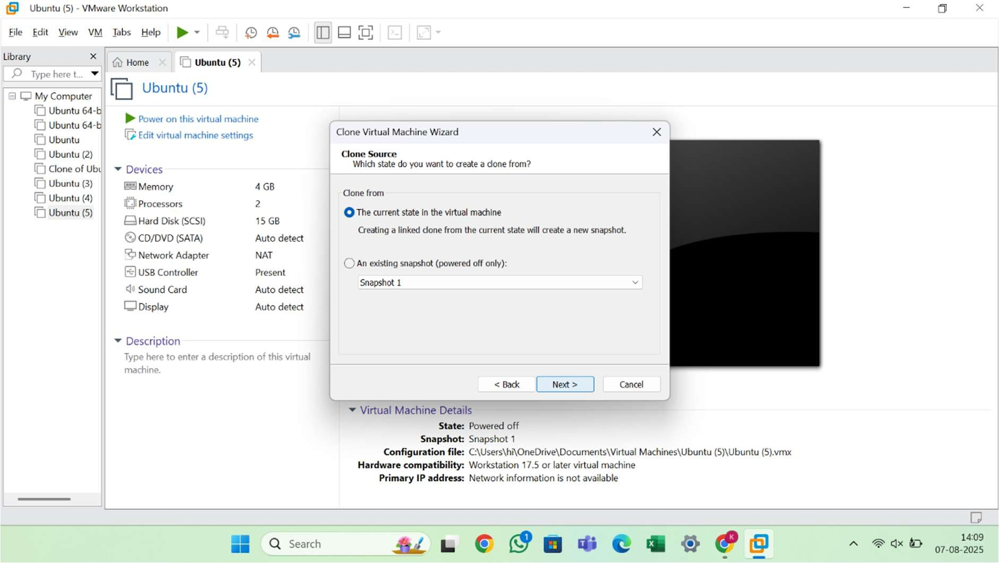 Ubuntu (5) - VMware Workstation
File Edit View VM Tabs Help
Library
Home
Ubuntu (5)
Type here t...
My Computer
Ubuntu 64-b
Ubuntu 64-b
Ubuntu
Ubuntu (2)
Clone of Ubu
Ubuntu (3)
Ubuntu (4)
Ubuntu (5)
Ubuntu (5)
Power on this virtual machine
Edit virtual machine settings
Devices
Memory 4 GB
Processors 2
Hard Disk (SCSI) 15 GB
CD/DVD (SATA) Auto detect
Network Adapter NAT
USB Controller Present
Sound Card Auto detect
Display Auto detect
Description
Type here to enter a description of this virtual
machine.
Clone Virtual Machine Wizard
Clone Source
Which state do you want to create a clone from?
Clone from
The current state in the virtual machine
Creating a linked clone from the current state will create a new snapshot.
An existing snapshot (powered off only):
Snapshot 1
< Back Next > Cancel
Virtual Machine Details
State: Powered off
Snapshot: Snapshot 1
Configuration file: C:\Users\hi\OneDrive\Documents\Virtual Machines\Ubuntu (5)\Ubuntu (5).vmx
Hardware compatibility: Workstation 17.5 or later virtual machine
Primary IP address: Network information is not available
Search
1
K
14:09
07-08-2025